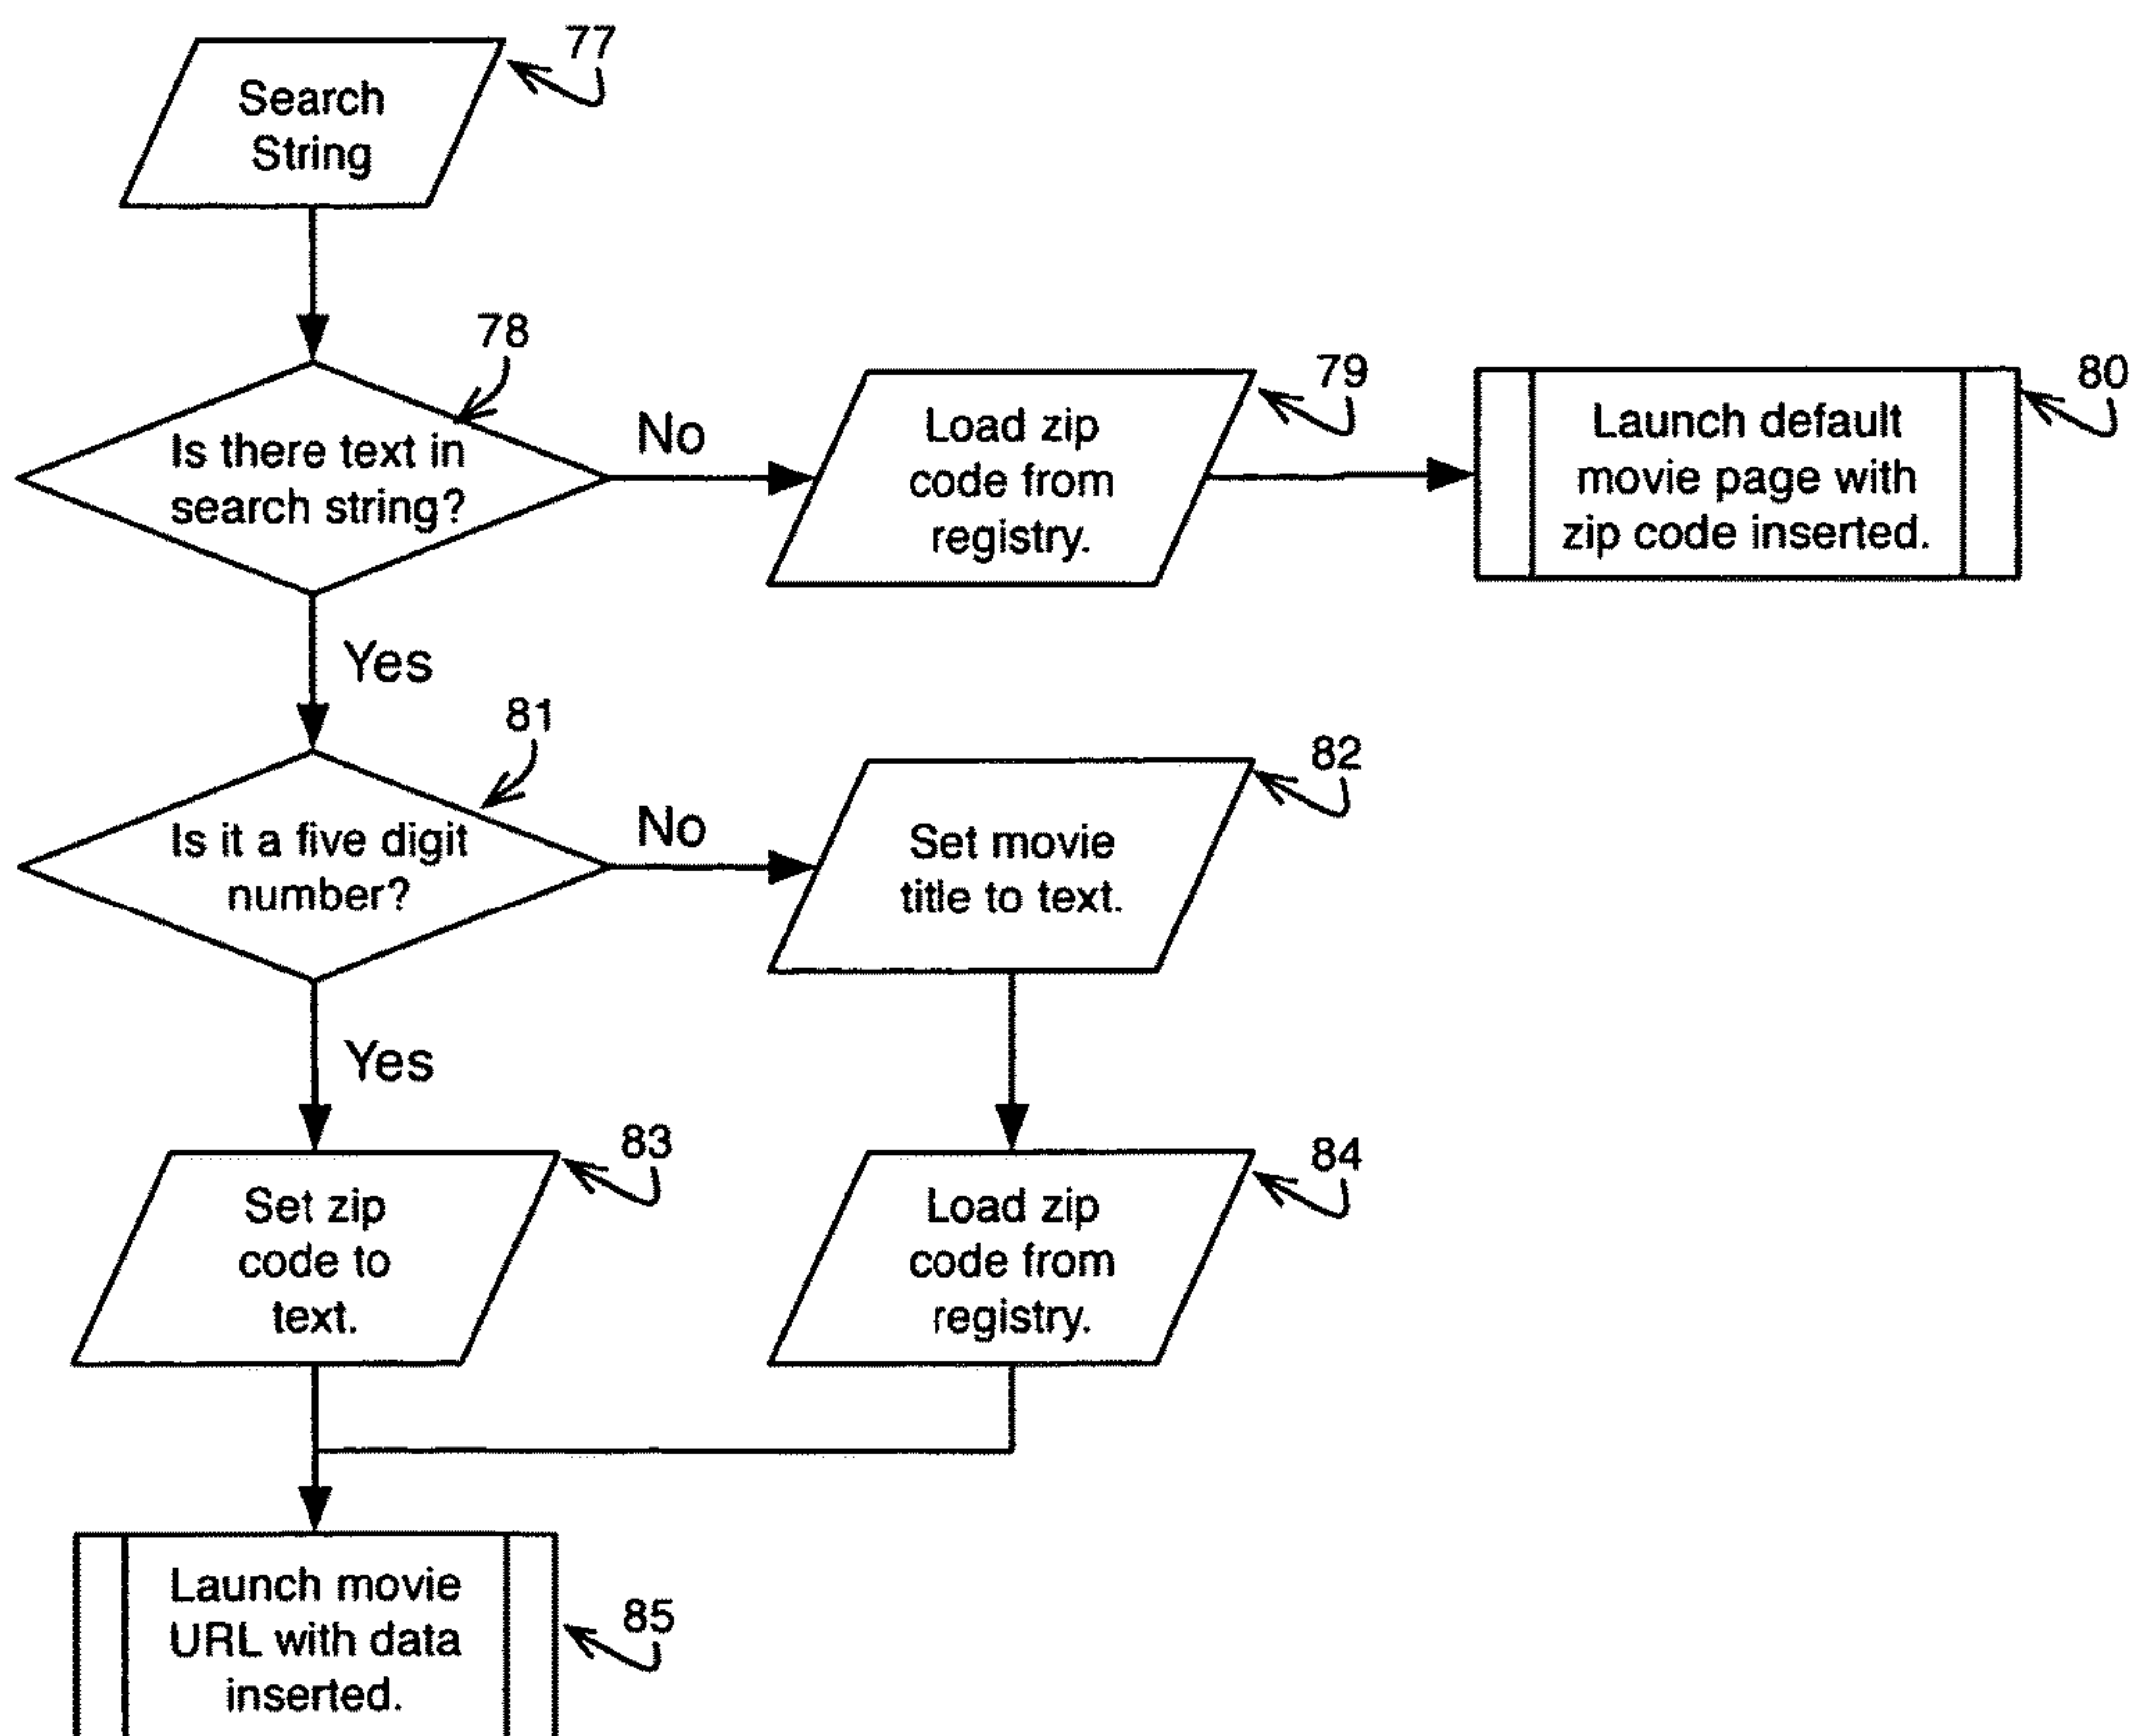 77
Search
String
78
Is there text in
search string?
No
79
Load zip
code from
registry.
80
Launch default
movie page with
zip code inserted.
Yes
81
Is it a five digit
number?
No
82
Set movie
title to text.
Yes
83
Set zip
code to
text.
84
Load zip
code from
registry.
85
Launch movie
URL with data
inserted.